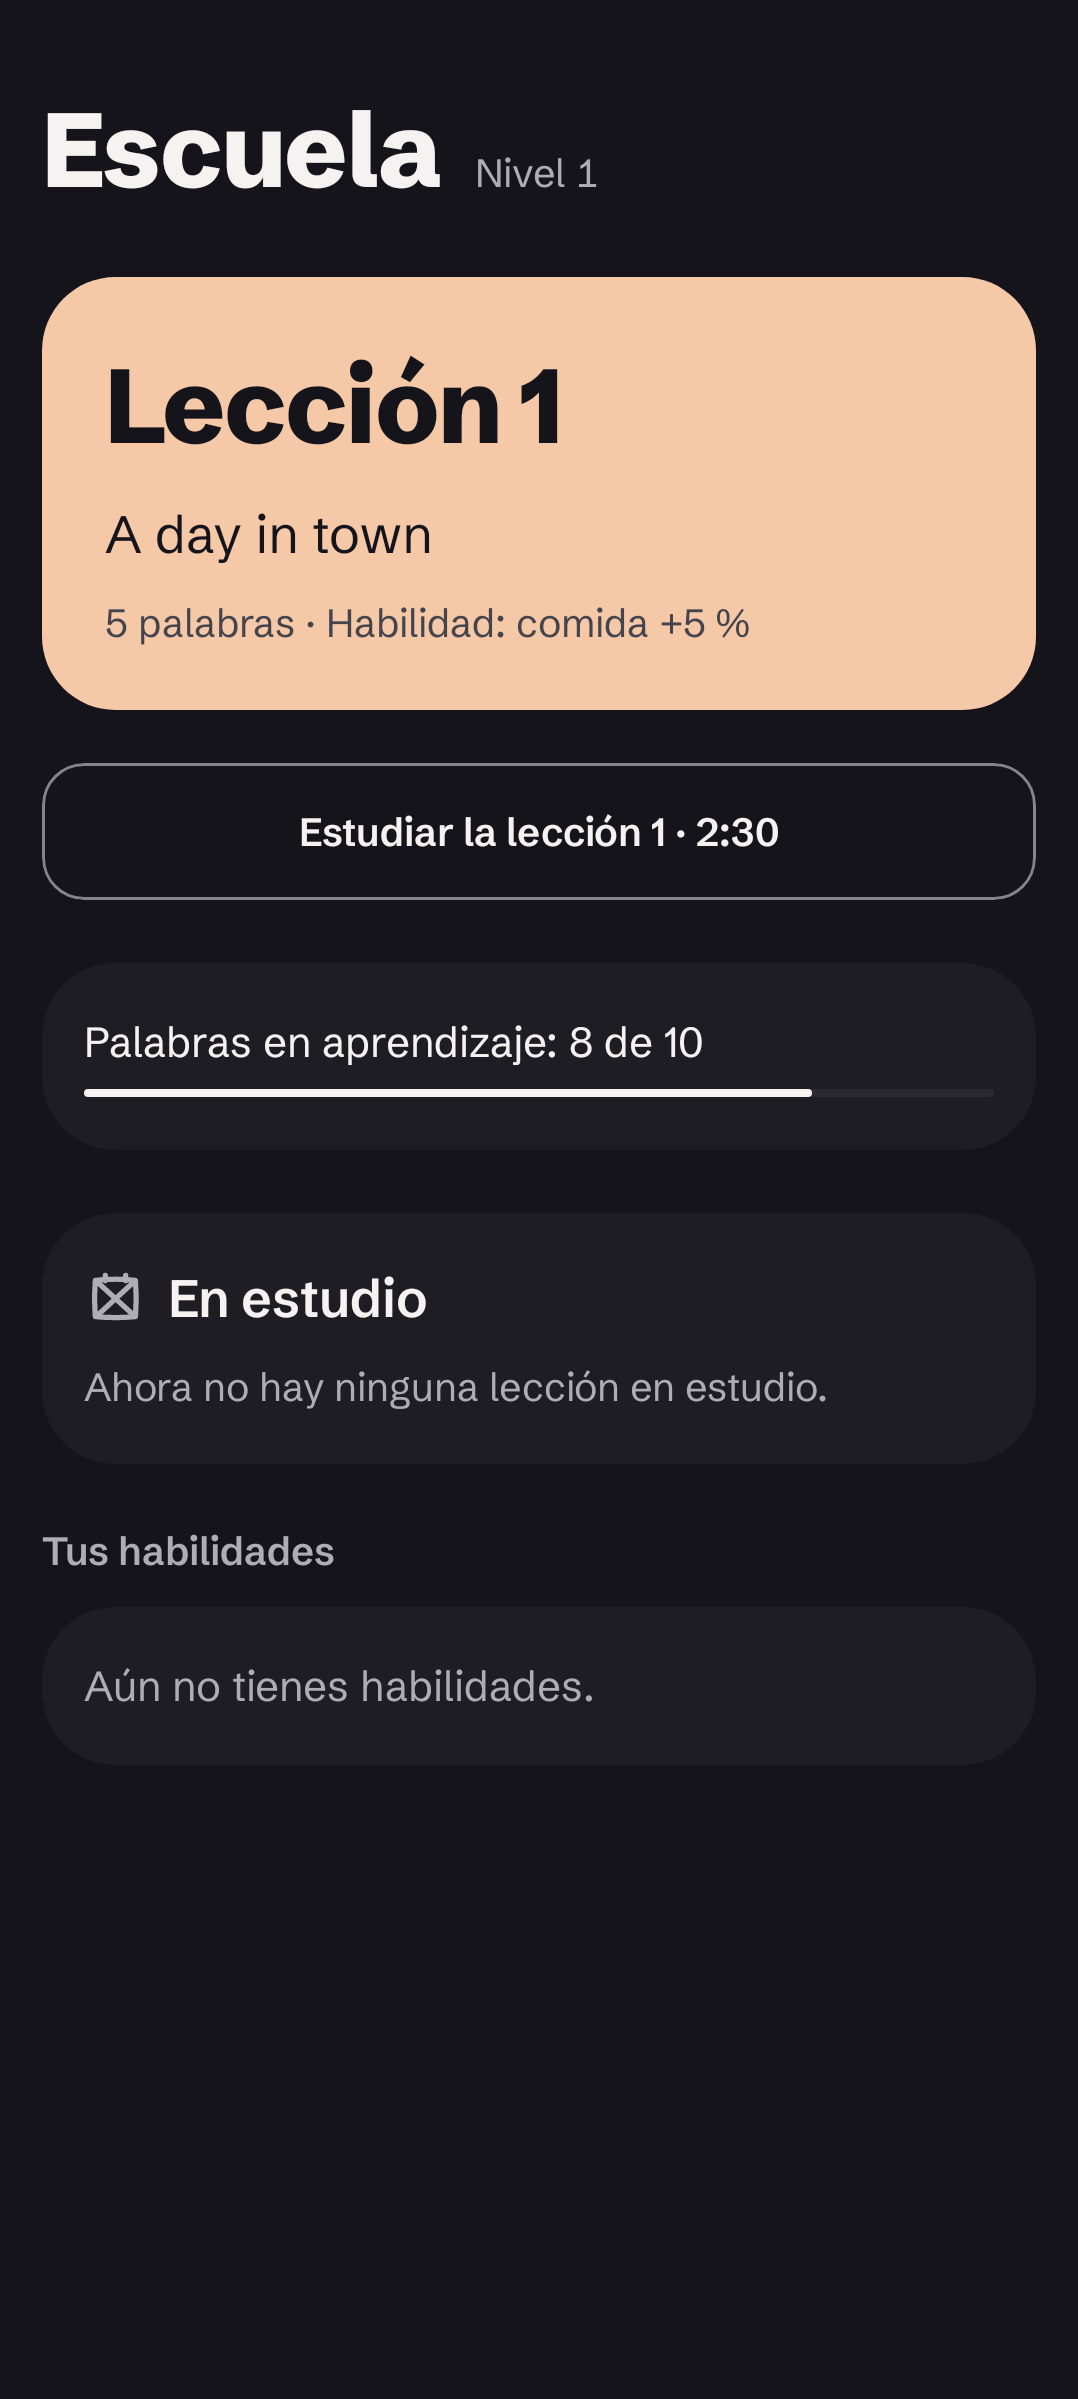 Escuela Nivel 1
Lección 1
A day in town
5 palabras · Habilidad: comida +5 %
Estudiar la lección 1 · 2:30
Palabras en aprendizaje: 8 de 10
En estudio
Ahora no hay ninguna lección en estudio.
Tus habilidades
Aún no tienes habilidades.